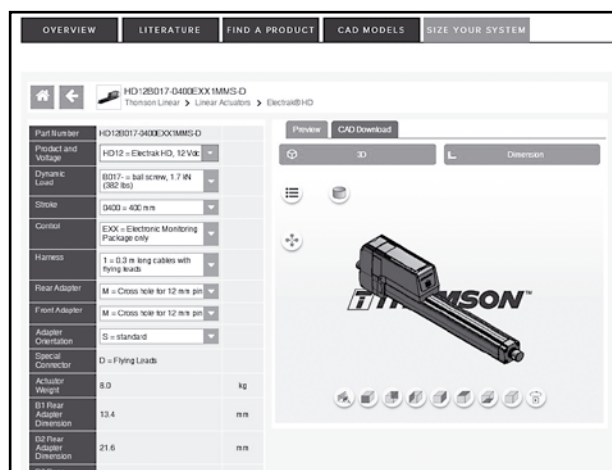 OVERVIEW
LITERATURE
FIND A PRODUCT
CAD MODELS
SIZE YOUR SYSTEM
HD12B017-0400EXX1MMS-D
Thomson Linear > Linear Actuators > Electrak®HD
Part Number HD12B017-0400EXX1MMS-D
Product and
Voltage
HD12 = Electrak HD, 12 Vdc
Dynamic
Load
B017- = ball screw, 1.7 kN
(382 lbs)
Stroke 0400 = 400 mm
Control
EXX = Electronic Monitoring
Package only
Harness
1 = 0.3 m long cables with
flying leads
Rear Adapter M = Cross hole for 12 mm pin
Front Adapter M = Cross hole for 12 mm pin
Adapter
Orientation
S = standard
Special
Connector
D = Flying Leads
Actuator
Weight
8.0 kg
B1 Rear
Adapter
Dimension
13.4 mm
B2 Rear
Adapter
Dimension
21.6 mm
Preview
CAD Download
3D
Dimension
THOMSON™